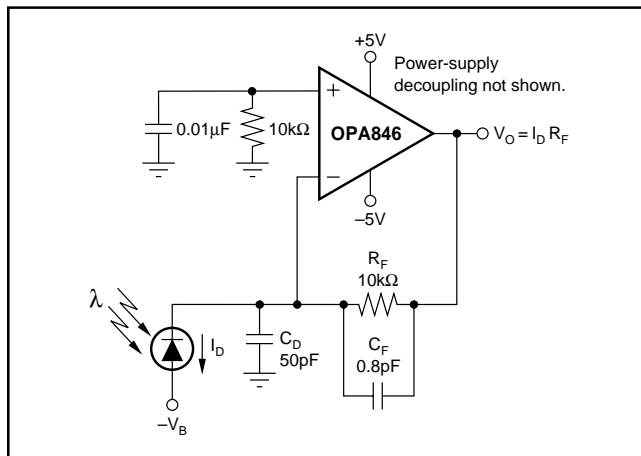 +5V
Power-supply
decoupling not shown.
+
0.01μF
10kΩ
OPA846
V_O = I_D R_F
−
−5V
R_F
10kΩ
λ
I_D
C_D
50pF
C_F
0.8pF
−V_B